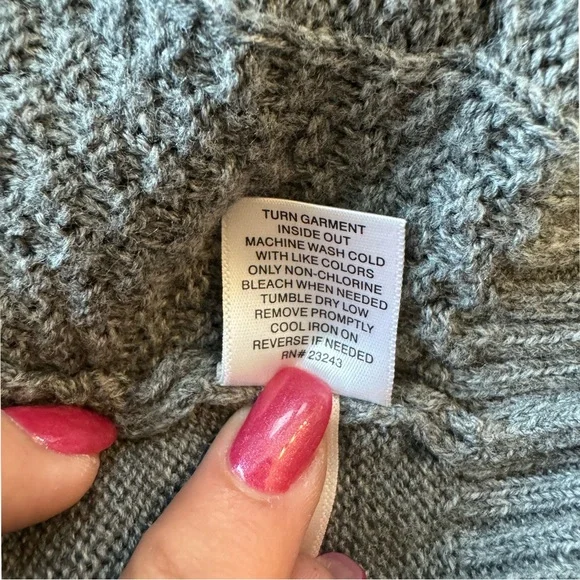 TURN GARMENT
INSIDE OUT
MACHINE WASH COLD
WITH LIKE COLORS
ONLY NON-CHLORINE
BLEACH WHEN NEEDED
TUMBLE DRY LOW
REMOVE PROMPTLY
COOL IRON ON
REVERSE IF NEEDED
RN# 23243